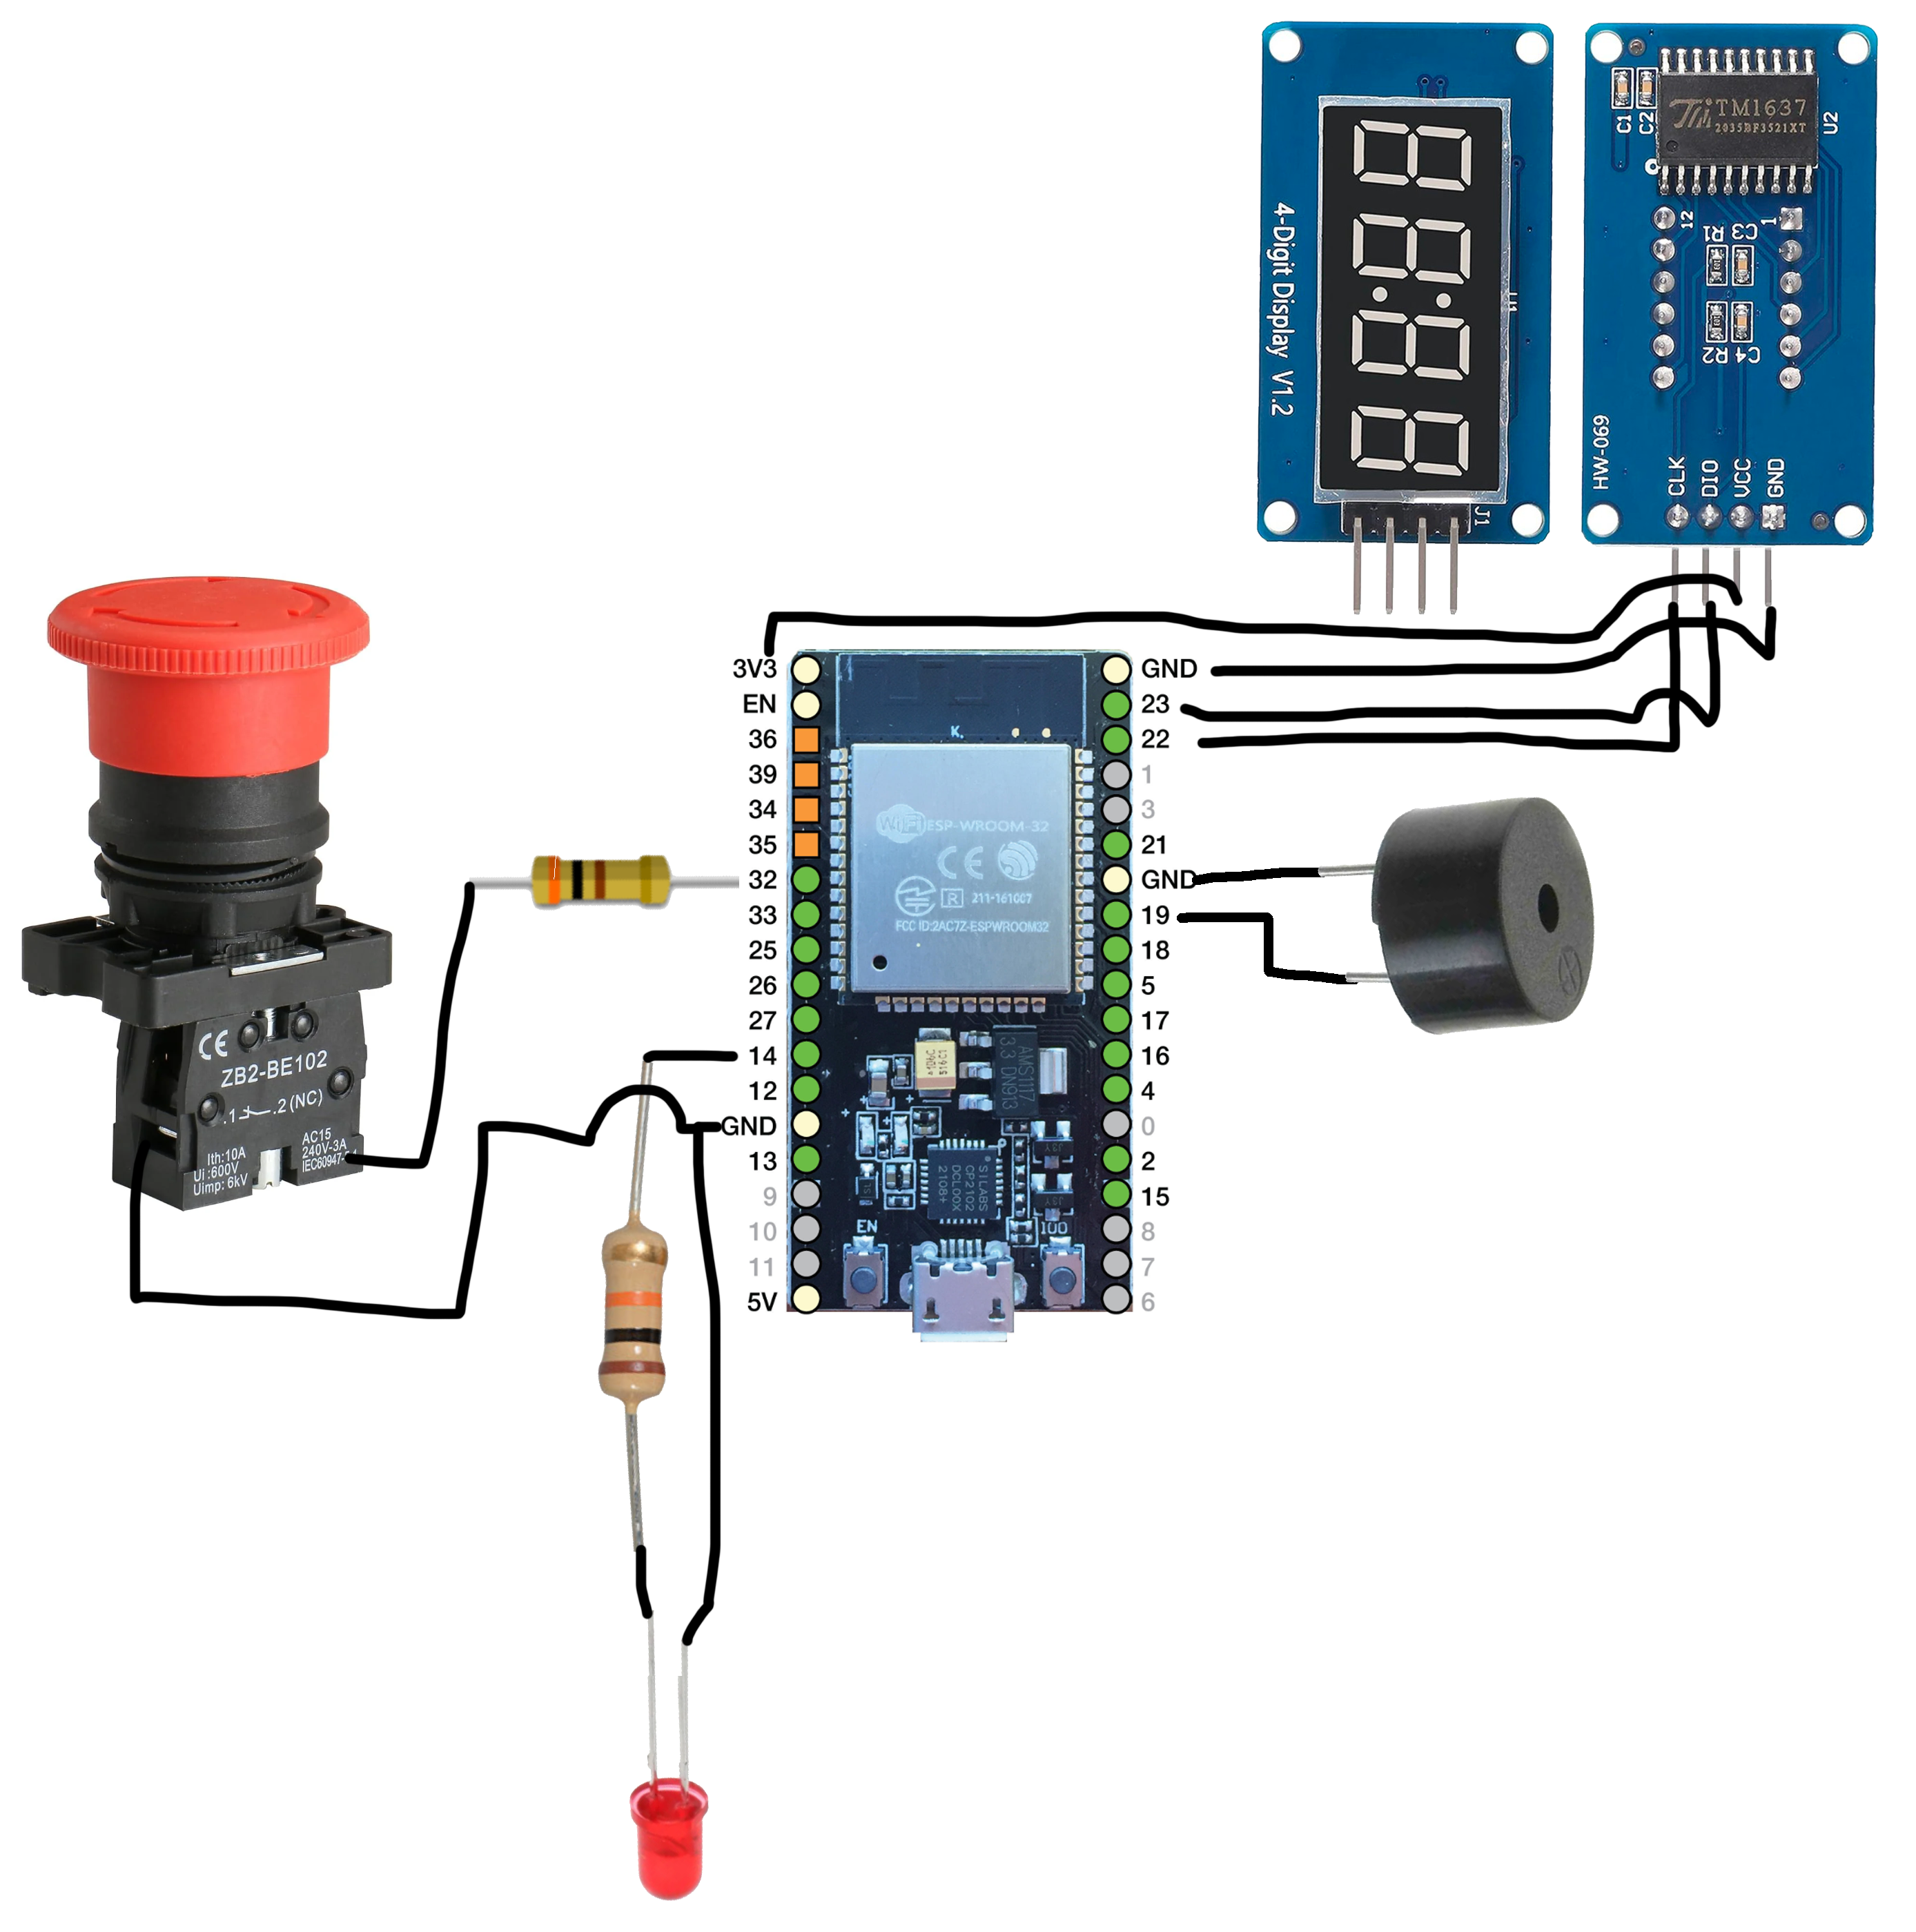 4-Digit Display V1.2
J1
C1
C2
TM1637
2035BF3521XT
U2
12
1
R1
C3
R2
C4
HW-069
CLK
DIO
VCC
GND
3V3
EN
36
39
34
35
32
33
25
26
27
14
12
GND
13
9
10
11
5V
GND
23
22
1
3
21
GND
19
18
5
17
16
4
0
2
15
8
7
6
K.
WiFi
ESP-WROOM-32
CE
R
211-161007
FCC ID:2AC7Z-ESPWROOM32
AMS1117
3.3 DN913
SILABS
CP2102
DCL00X
2108+
EN
IO0
CE
ZB2-BE102
.1 .2 (NC)
Ith:10A
Ui :600V
Uimp: 6kV
AC15
240V-3A